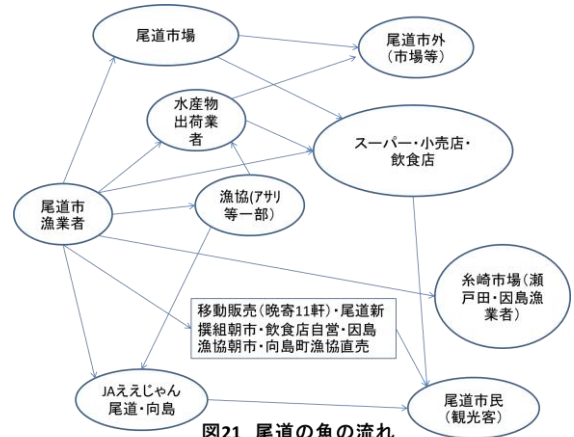 尾道市場
尾道市外
(市場等)
水産物
出荷業
者
スーパー・小売店・
飲食店
漁協(アサリ
等一部)
尾道市
漁業者
糸崎市場(瀬
戸田・因島漁
業者)
移動販売(晩寄11軒)・尾道新
撰組朝市・飲食店自営・因島
漁協朝市・向島町漁協直売
JAええじゃん
尾道・向島
尾道市民
(観光客)
図21 尾道の魚の流れ